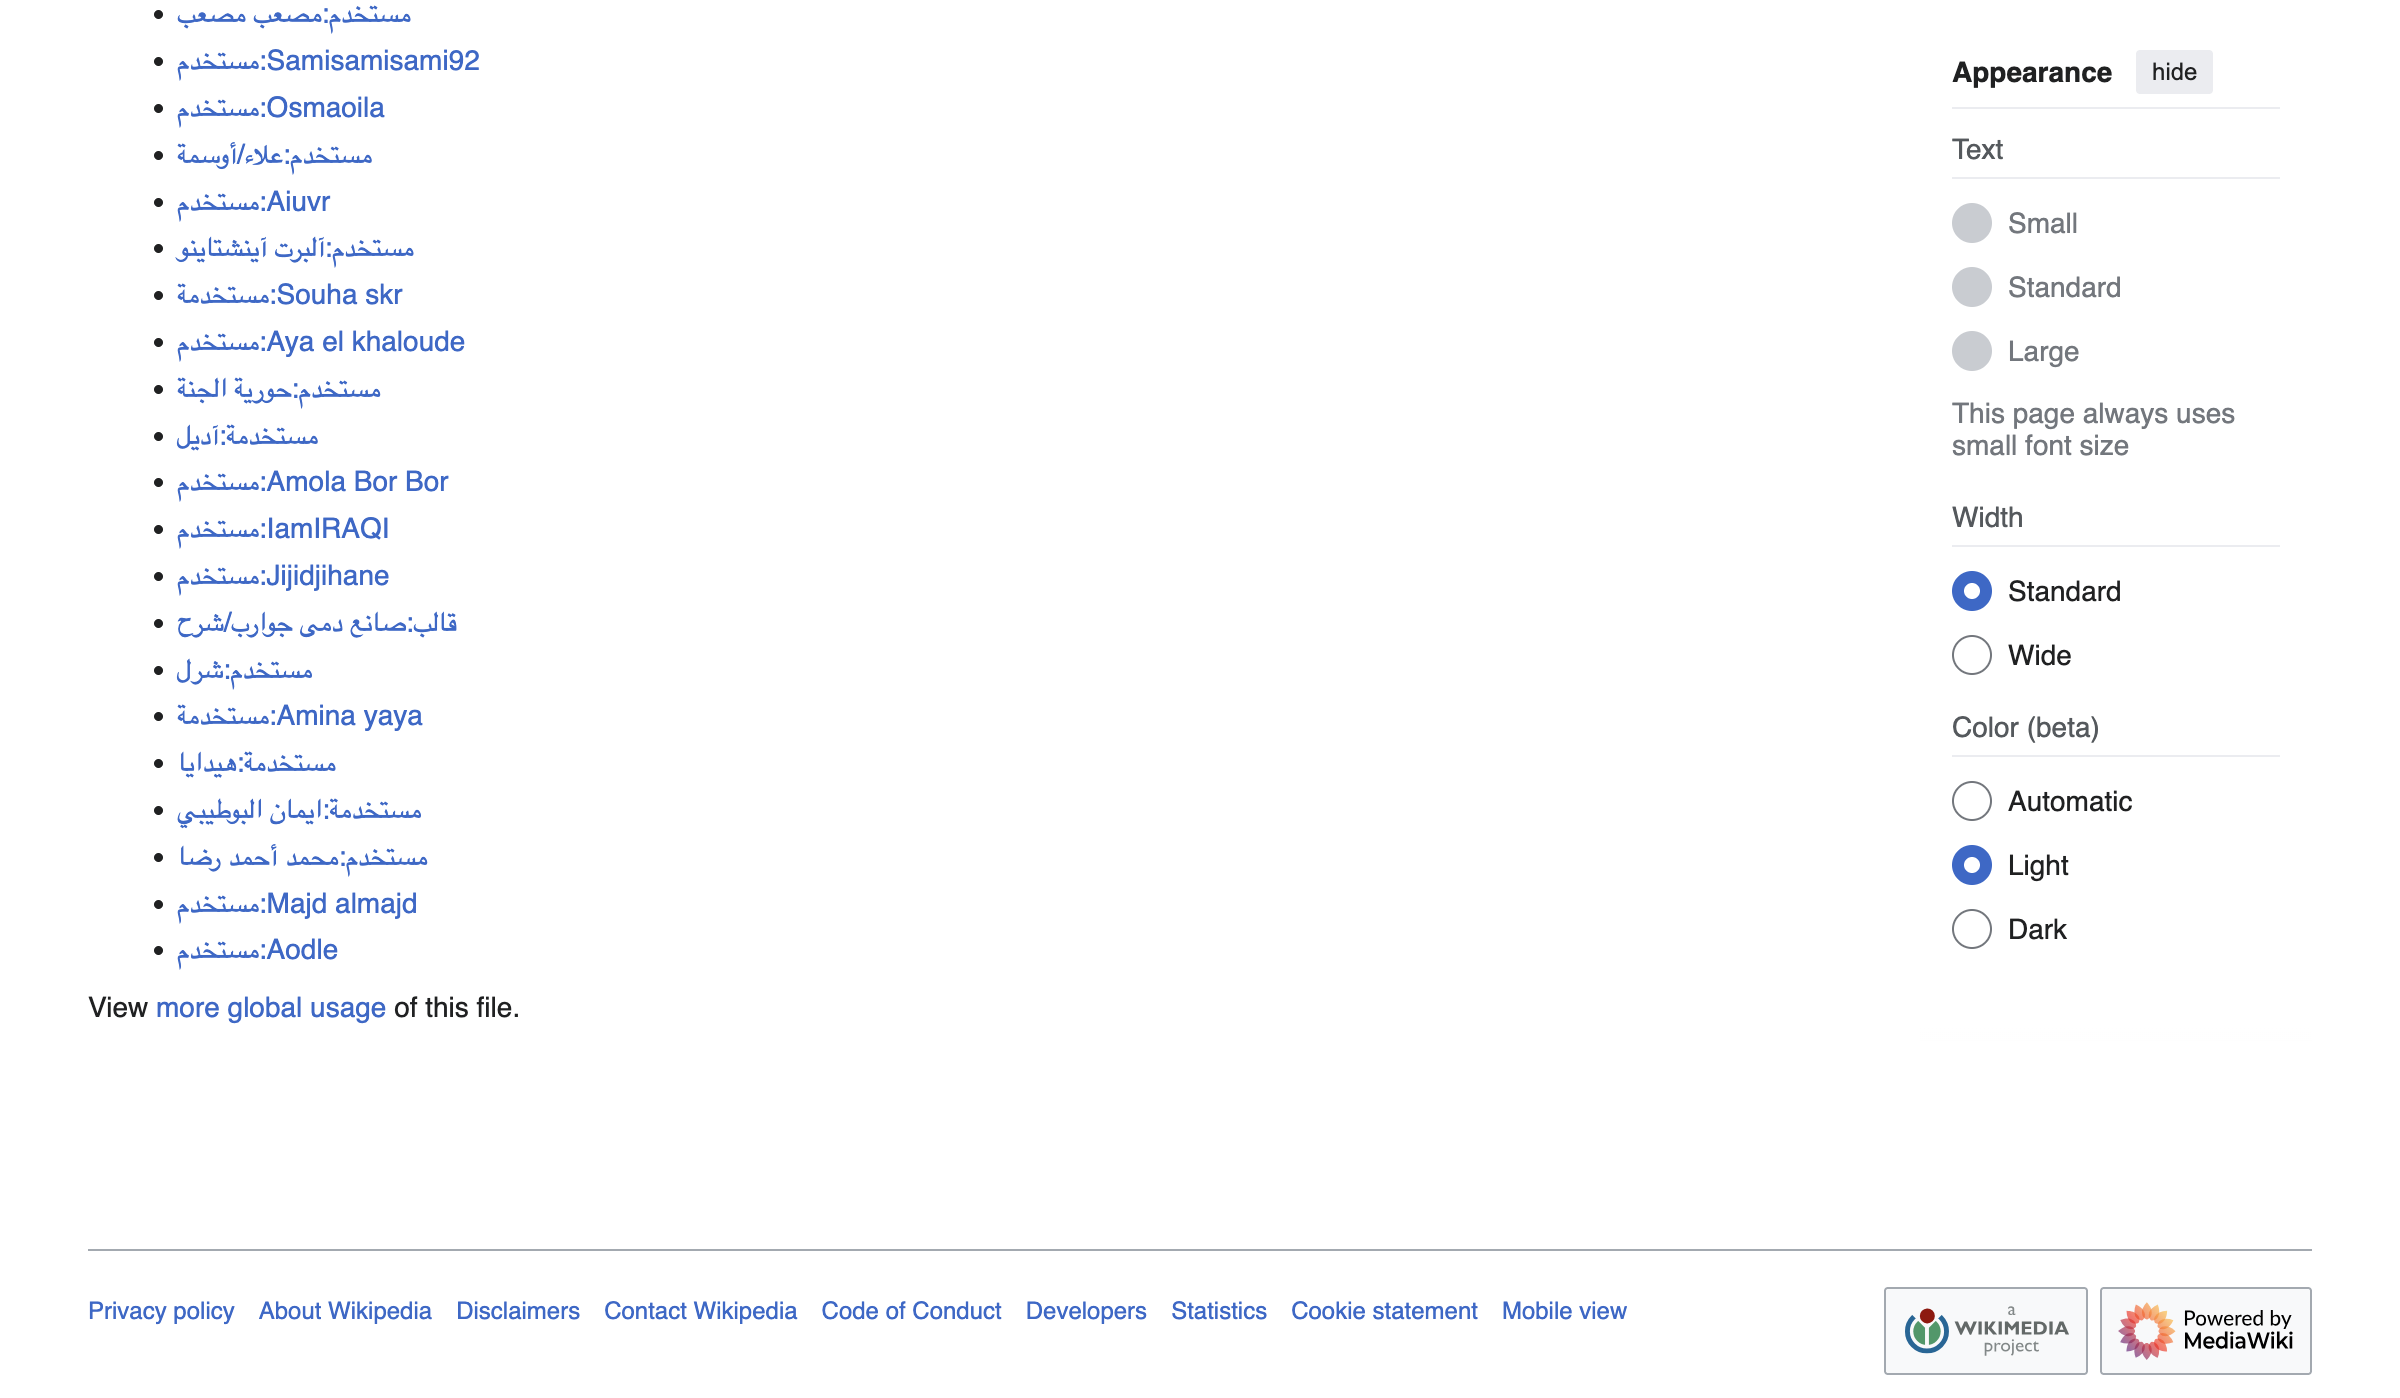 مستخدم:مصعب مصعب
مستخدم:Samisamisami92
مستخدم:Osmaoila
مستخدم:علاء/أوسمة
مستخدم:Aiuvr
مستخدم:آلبرت آينشتاينو
مستخدمة:Souha skr
مستخدم:Aya el khaloude
مستخدم:حورية الجنة
مستخدمة:آديل
مستخدم:Amola Bor Bor
مستخدم:IamIRAQI
مستخدم:Jijidjihane
قالب:صانع دمى جوارب/شرح
مستخدم:شرل
مستخدمة:Amina yaya
مستخدمة:هيدايا
مستخدمة:ايمان البوطيبي
مستخدم:محمد أحمد رضا
مستخدم:Majd almajd
مستخدم:Aodle
View more global usage of this file.
Appearance hide
Text
Small
Standard
Large
This page always uses
small font size
Width
Standard
Wide
Color (beta)
Automatic
Light
Dark
Privacy policy About Wikipedia Disclaimers Contact Wikipedia Code of Conduct Developers Statistics Cookie statement Mobile view
a
WIKIMEDIA
project
Powered by
MediaWiki